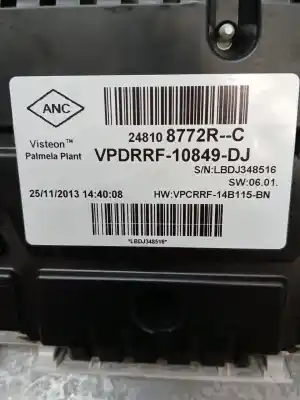 ANC
Visteon™
Palmela Plant
24810 8772R--C
VPDRRF-10849-DJ
S/N:LBDJ348516
SW:06.01.
25/11/2013 14:40:08
HW:VPCRRF-14B115-BN
*LBDJ348516*